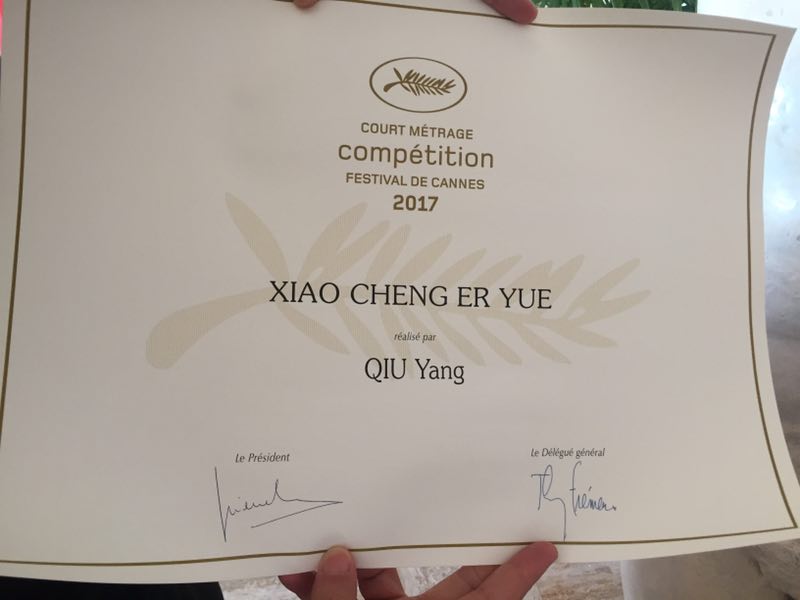 COURT MÉTRAGE
compétition
FESTIVAL DE CANNES
2017
XIAO CHENG ER YUE
réalisé par
QIU Yang
Le Président
Le Délégué général